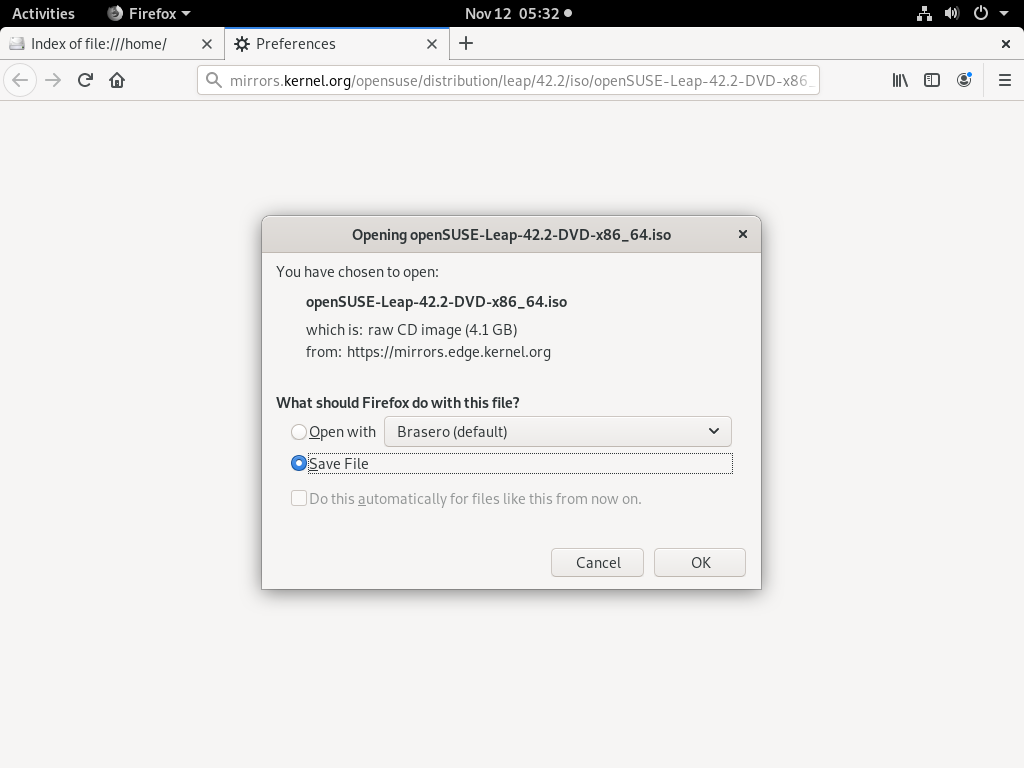 Activities Firefox Nov 12 05:32
Index of file:///home/ Preferences
mirrors.kernel.org/opensuse/distribution/leap/42.2/iso/openSUSE-Leap-42.2-DVD-x86_
Opening openSUSE-Leap-42.2-DVD-x86_64.iso
You have chosen to open:
openSUSE-Leap-42.2-DVD-x86_64.iso
which is: raw CD image (4.1 GB)
from: https://mirrors.edge.kernel.org
What should Firefox do with this file?
Open with Brasero (default)
Save File
Do this automatically for files like this from now on.
Cancel OK